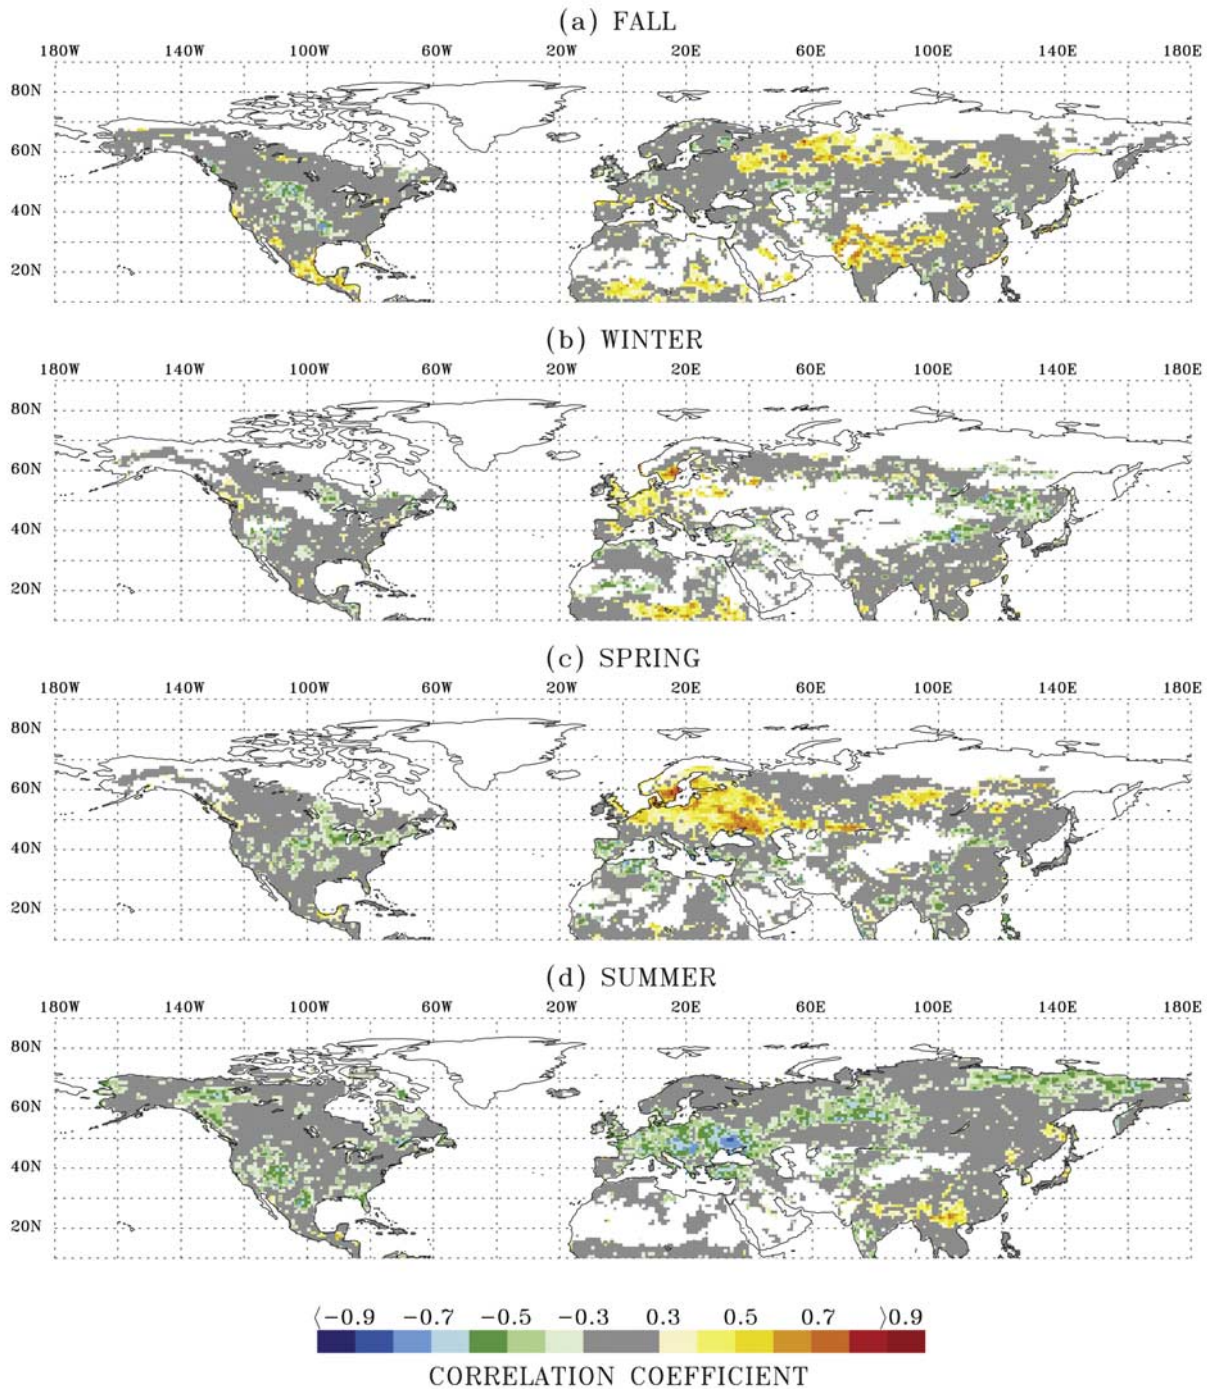 (a) FALL
180W 140W 100W 60W 20W 20E 60E 100E 140E 180E
80N
60N
40N
20N
(b) WINTER
180W 140W 100W 60W 20W 20E 60E 100E 140E 180E
80N
60N
40N
20N
(c) SPRING
180W 140W 100W 60W 20W 20E 60E 100E 140E 180E
80N
60N
40N
20N
(d) SUMMER
180W 140W 100W 60W 20W 20E 60E 100E 140E 180E
80N
60N
40N
20N
⟨−0.9 −0.7 −0.5 −0.3 0.3 0.5 0.7 ⟩0.9
CORRELATION COEFFICIENT